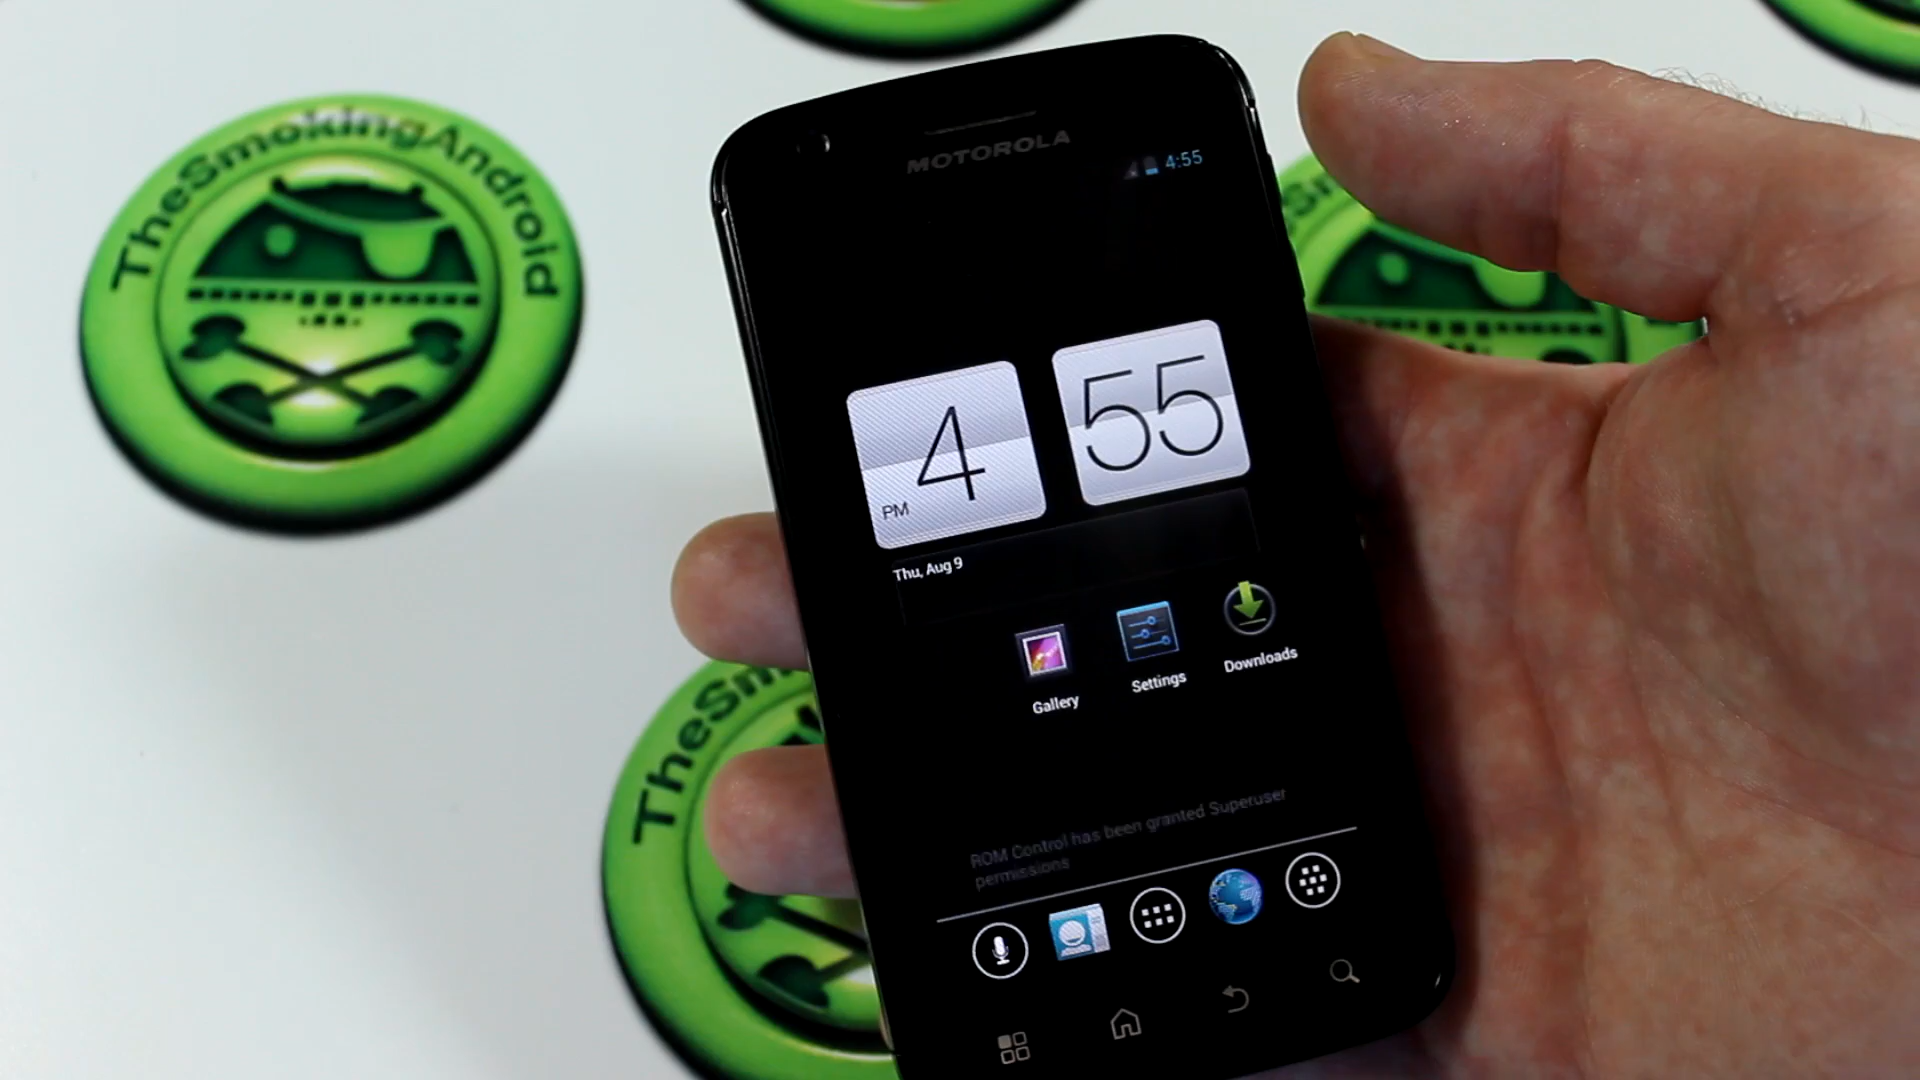 TheSmokingAndroid
MOTOROLA
4:55
4
55
PM
Thu, Aug 9
Gallery
Settings
Downloads
TheSm
ROM Control has been granted Superuser
permissions